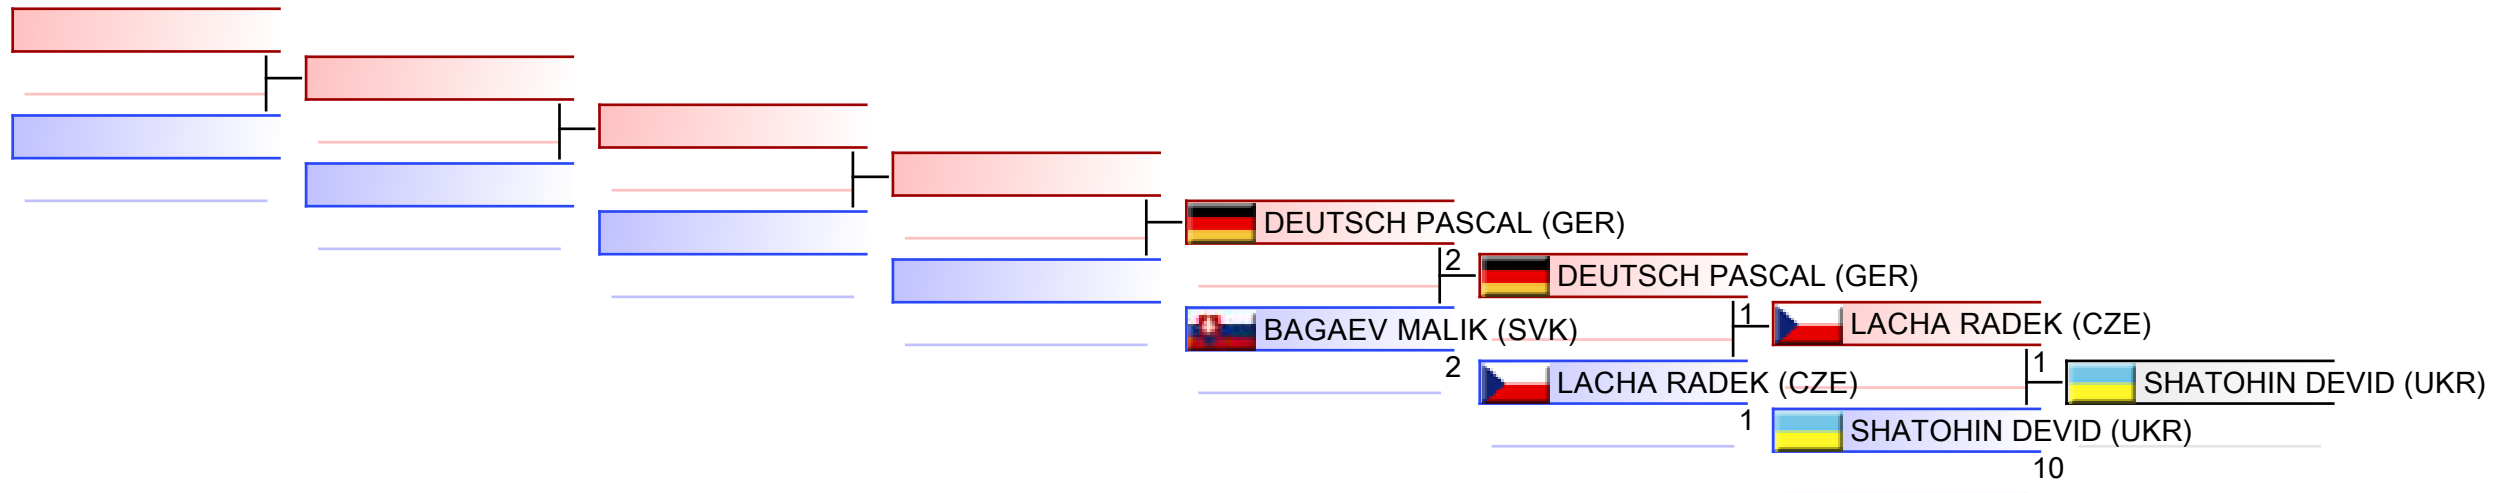 DEUTSCH PASCAL (GER)
2
DEUTSCH PASCAL (GER)
BAGAEV MALIK (SVK)
2
1
LACHA RADEK (CZE)
LACHA RADEK (CZE)
1
1
SHATOHIN DEVID (UKR)
SHATOHIN DEVID (UKR)
10